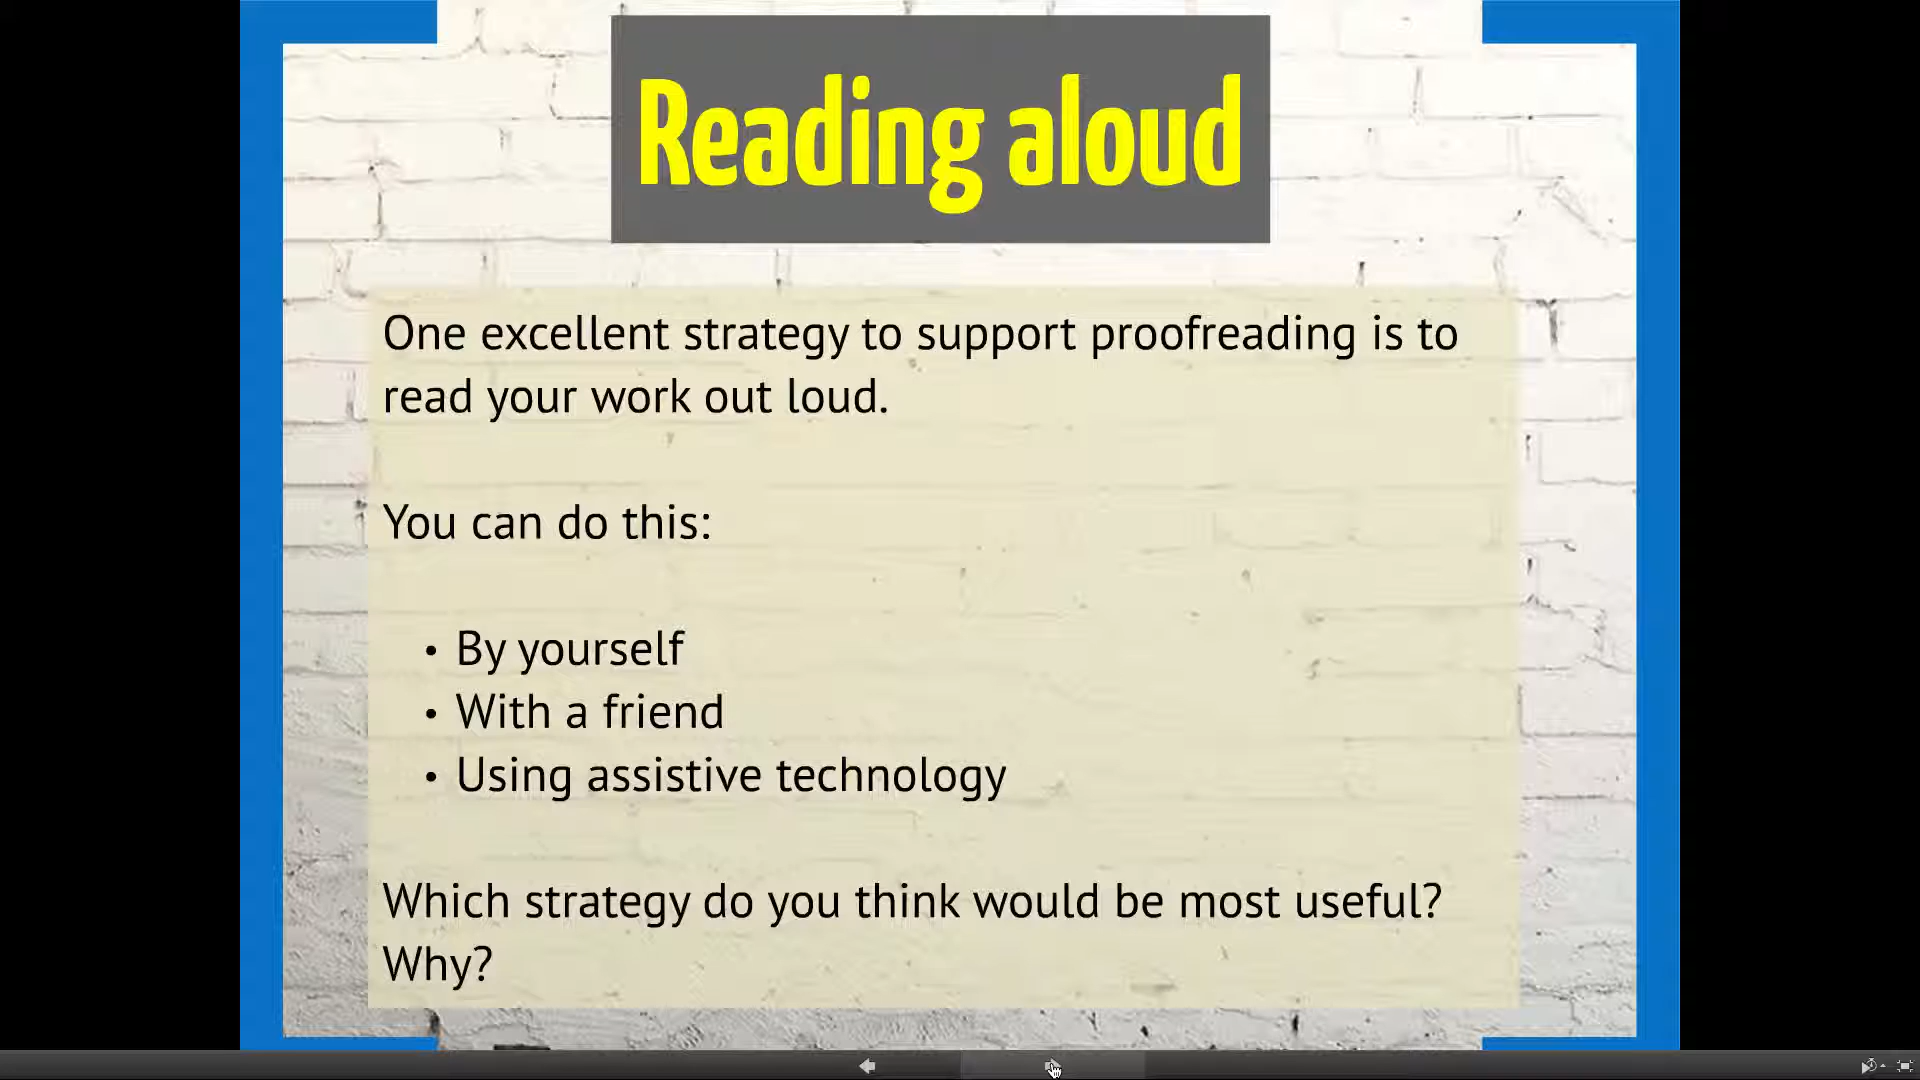 Reading aloud
One excellent strategy to support proofreading is to
read your work out loud.
You can do this:
• By yourself
• With a friend
• Using assistive technology
Which strategy do you think would be most useful?
Why?